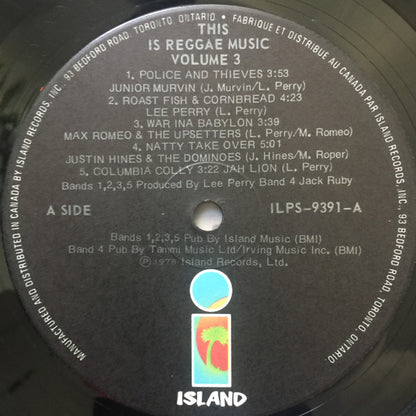 THIS
IS REGGAE MUSIC
VOLUME 3
1. POLICE AND THIEVES 3:53
JUNIOR MURVIN (J. Murvin/L. Perry)
2. ROAST FISH & CORNBREAD 4:23
LEE PERRY (L. Perry)
3. WAR INA BABYLON 3:39
MAX ROMEO & THE UPSETTERS (L. Perry/M. Romeo)
4. NATTY TAKE OVER 5:01
JUSTIN HINES & THE DOMINOES (J. Hines/M. Roper)
5. COLUMBIA COLLY 3:22 JAH LION (L. Perry)
Bands 1,2,3,5 Produced By Lee Perry Band 4 Jack Ruby
A SIDE
ILPS-9391-A
Bands 1,2,3,5 Pub By Island Music (BMI)
Band 4 Pub By Tammi Music Ltd/Irving Music Inc. (BMI)
Ⓟ 1976 Island Records, Ltd.
ISLAND
MANUFACTURED AND DISTRIBUTED IN CANADA BY ISLAND RECORDS, INC., 93 BEDFORD ROAD, TORONTO, ONTARIO • FABRIQUE ET DISTRIBUE AU CANADA PAR ISLAND RECORDS, INC., 93 BEDFORD ROAD, TORONTO, ONTARIO